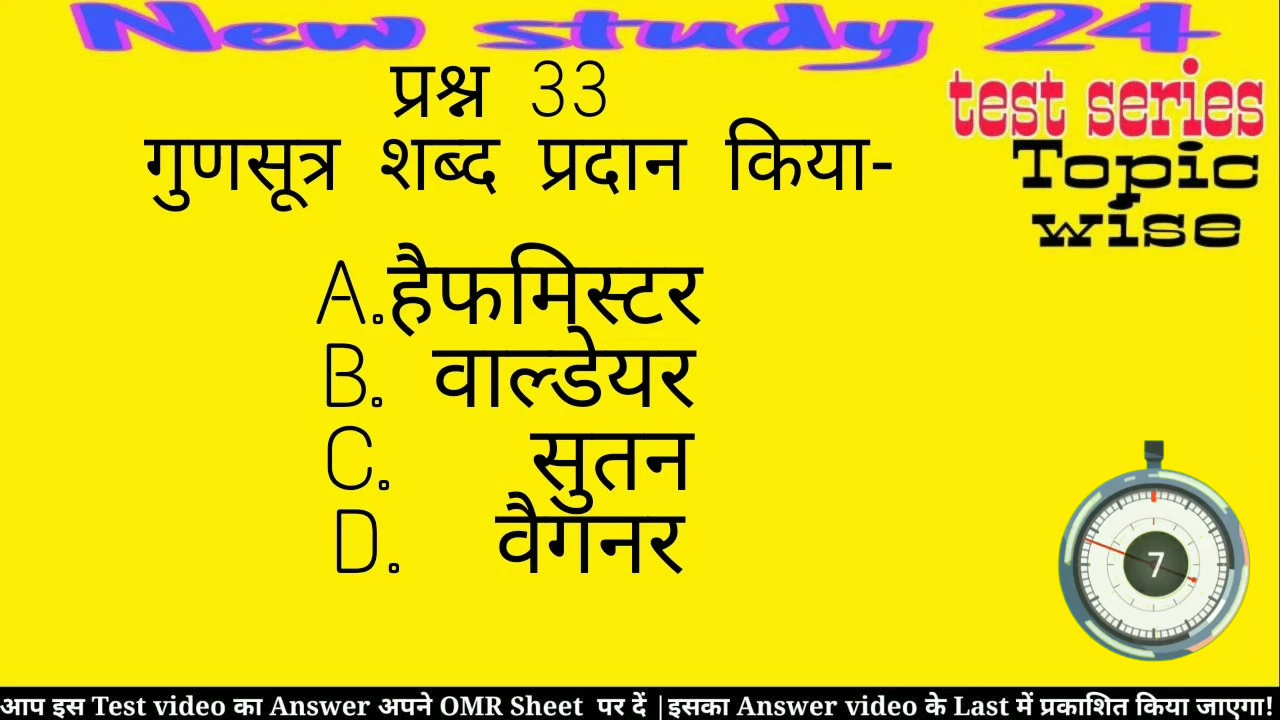 New study 24
test series
Topic
wise
प्रश्न 33
गुणसूत्र शब्द प्रदान किया-
A.हैफमिस्टर
B. वाल्डेयर
C. सुतन
D. वैगनर
7
आप इस Test video का Answer अपने OMR Sheet पर दें |इसका Answer video के Last में प्रकाशित किया जाएगा!